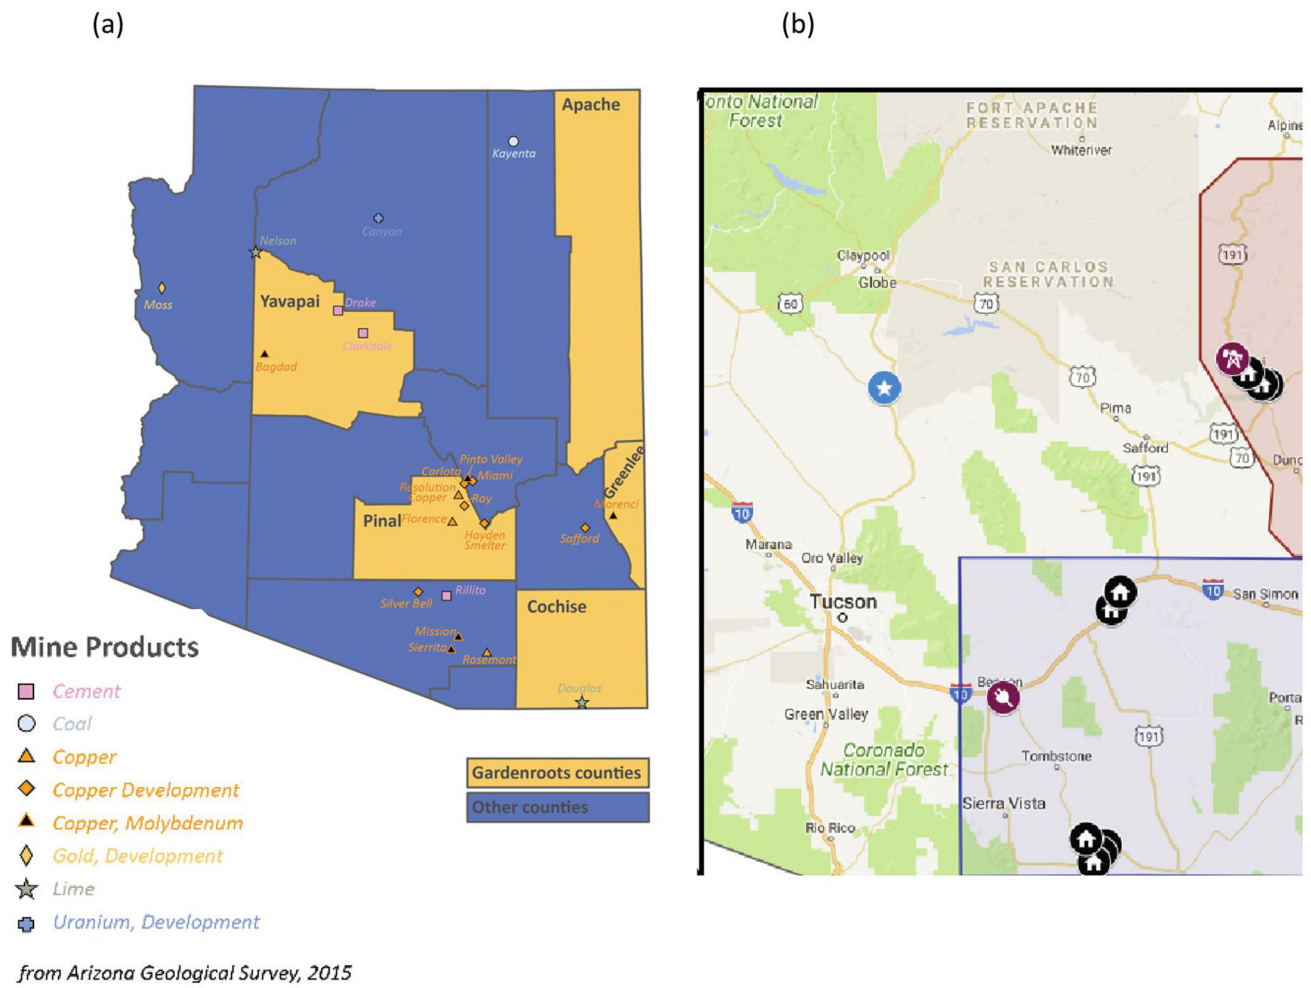 (a)
(b)
Apache
Kayenta
Canyon
Nelson
Moss
Yavapai
Drake
Clarkdale
Bagdad
Pinto Valley
Carlota
Miami
Resolution
Copper
Ray
Greenlee
Morenci
Pinal
Florence
Hayden
Smelter
Safford
Silver Bell
Rillito
Cochise
Mission
Sierrita
Rosemont
Douglas
Mine Products
Cement
Coal
Copper
Copper Development
Copper, Molybdenum
Gold, Development
Lime
Uranium, Development
from Arizona Geological Survey, 2015
Gardenroots counties
Other counties
onto National
Forest
FORT APACHE
RESERVATION
Whiteriver
Alpine
191
Claypool
Globe
SAN CARLOS
RESERVATION
60
70
70
Pima
Safford
191
70
191
Dunc
10
Marana
Oro Valley
Tucson
10
San Simon
Sahuarita
10
Green Valley
191
Porta
R
Coronado
National Forest
Tombstone
Sierra Vista
Rio Rico